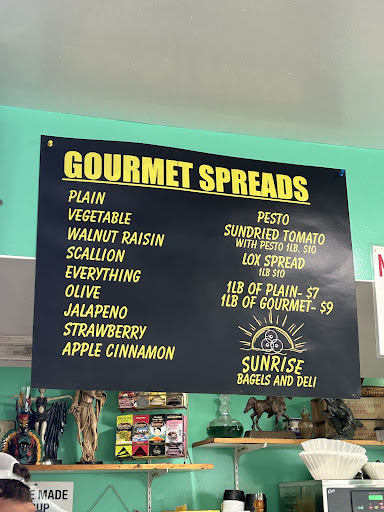 GOURMET SPREADS
PLAIN
VEGETABLE
WALNUT RAISIN
SCALLION
EVERYTHING
OLIVE
JALAPENO
STRAWBERRY
APPLE CINNAMON
PESTO
SUNDRIED TOMATO
WITH PESTO 1LB. $10
LOX SPREAD
1LB $10
1LB OF PLAIN- $7
1LB OF GOURMET- $9
SUNRISE
BAGELS AND DELI
MADE